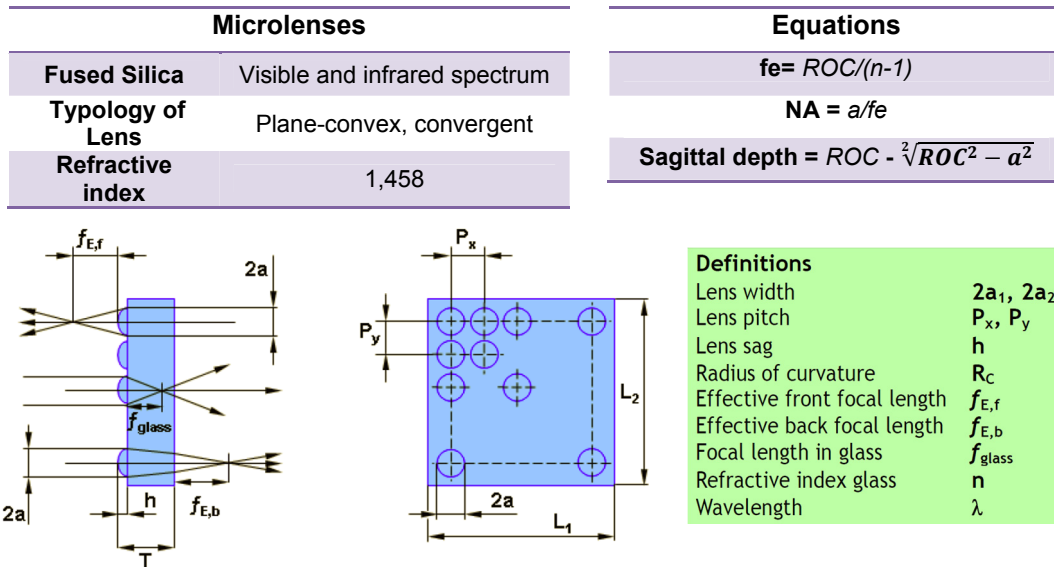 Microlenses
Fused Silica Visible and infrared spectrum
Typology of
Lens
Plane-convex, convergent
Refractive
index
1,458
Equations
fe= ROC/(n-1)
NA = a/fe
Sagittal depth = ROC - ²√ROC² − a²
f_E,f
2a
f_glass
2a
h
f_E,b
T
P_x
P_y
L_2
2a
L_1
Definitions
Lens width 2a₁, 2a₂
Lens pitch Pₓ, P_y
Lens sag h
Radius of curvature R_C
Effective front focal length f_E,f
Effective back focal length f_E,b
Focal length in glass f_glass
Refractive index glass n
Wavelength λ